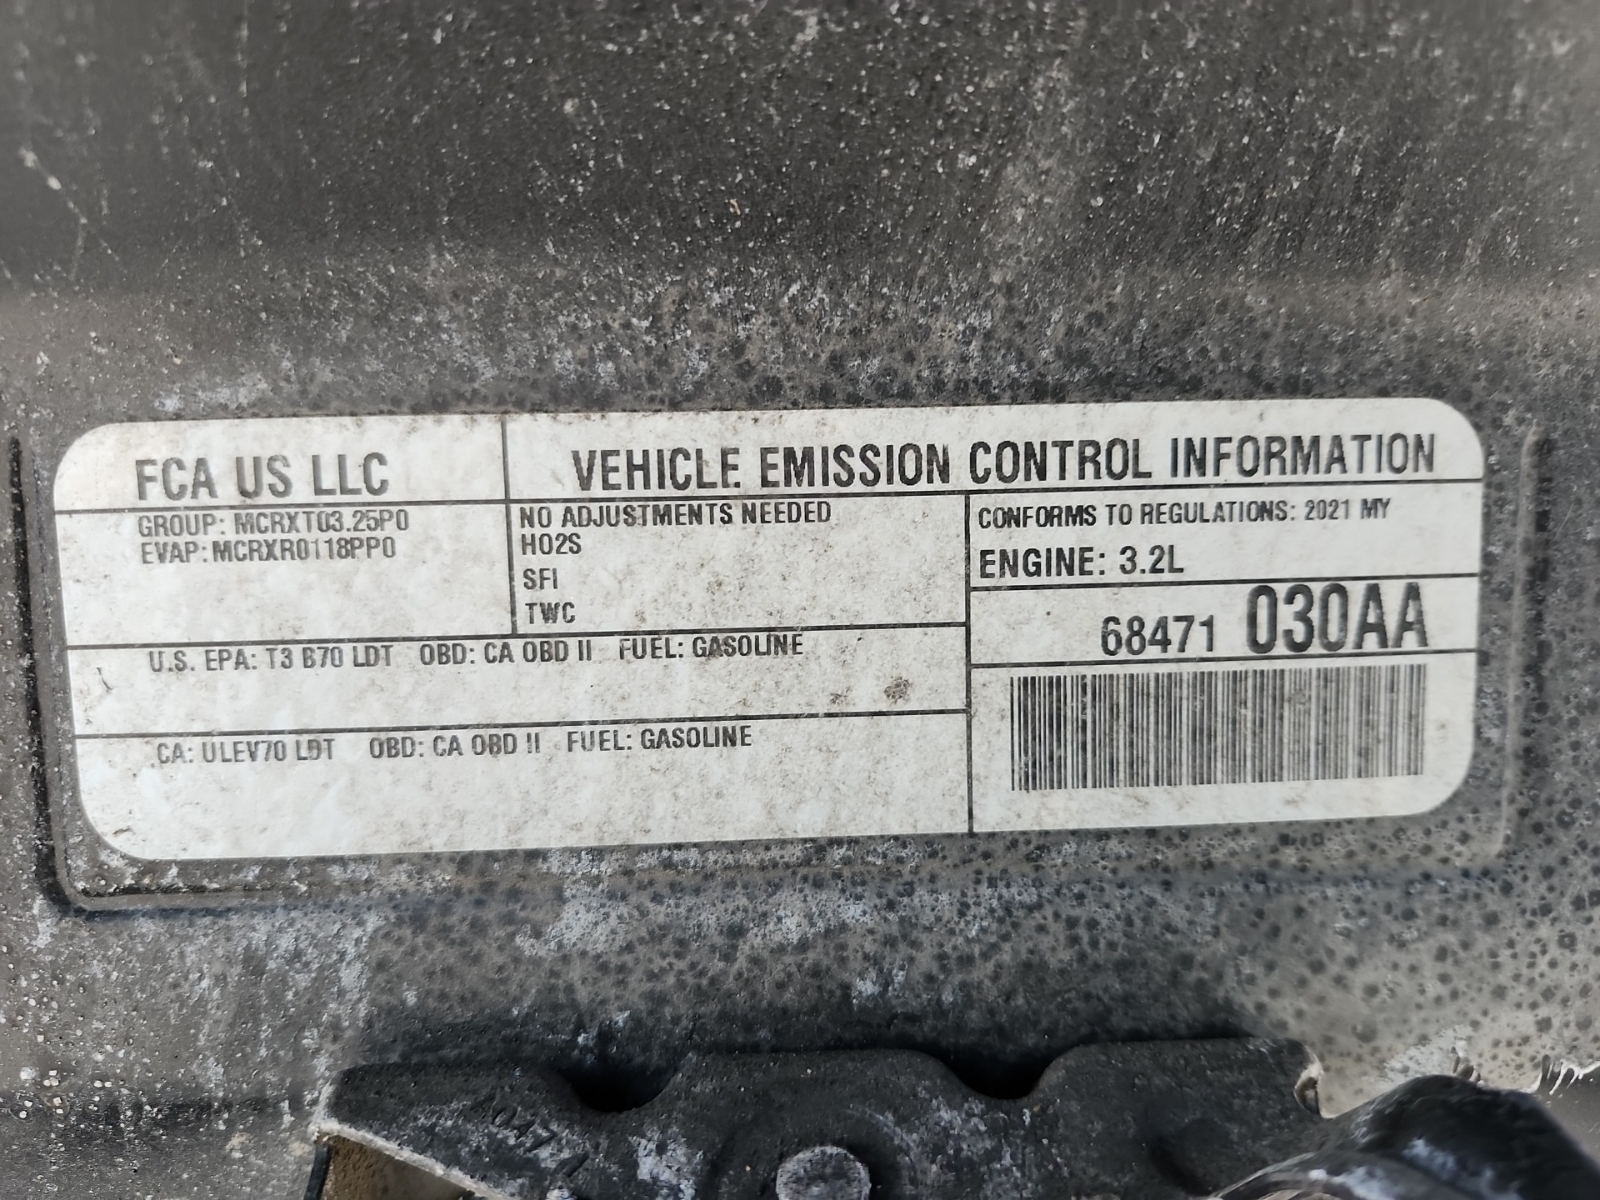 FCA US LLC
VEHICLE EMISSION CONTROL INFORMATION
GROUP: MCRXT03.25P0
EVAP: MCRXR0118PP0
NO ADJUSTMENTS NEEDED
HO2S
SFI
TWC
CONFORMS TO REGULATIONS: 2021 MY
ENGINE: 3.2L
68471 030AA
U.S. EPA: T3 B70 LDT OBD: CA OBD II FUEL: GASOLINE
CA: ULEV70 LDT OBD: CA OBD II FUEL: GASOLINE